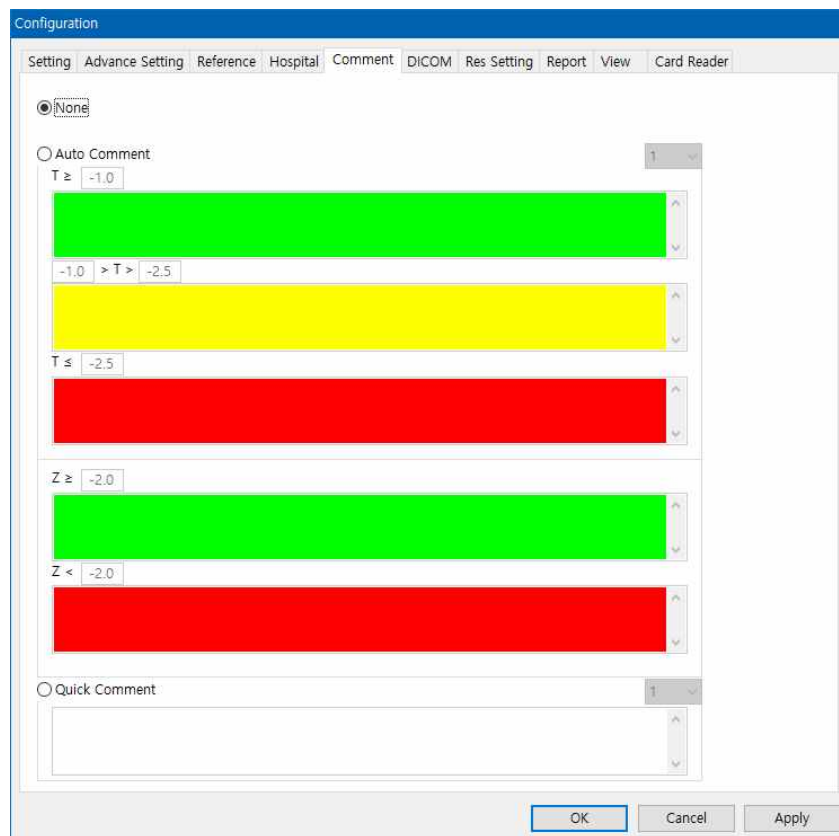 Configuration
Setting Advance Setting Reference Hospital Comment DICOM Res Setting Report View Card Reader
None
Auto Comment 1
T ≥ -1.0
-1.0 > T > -2.5
T ≤ -2.5
Z ≥ -2.0
Z < -2.0
Quick Comment 1
OK Cancel Apply